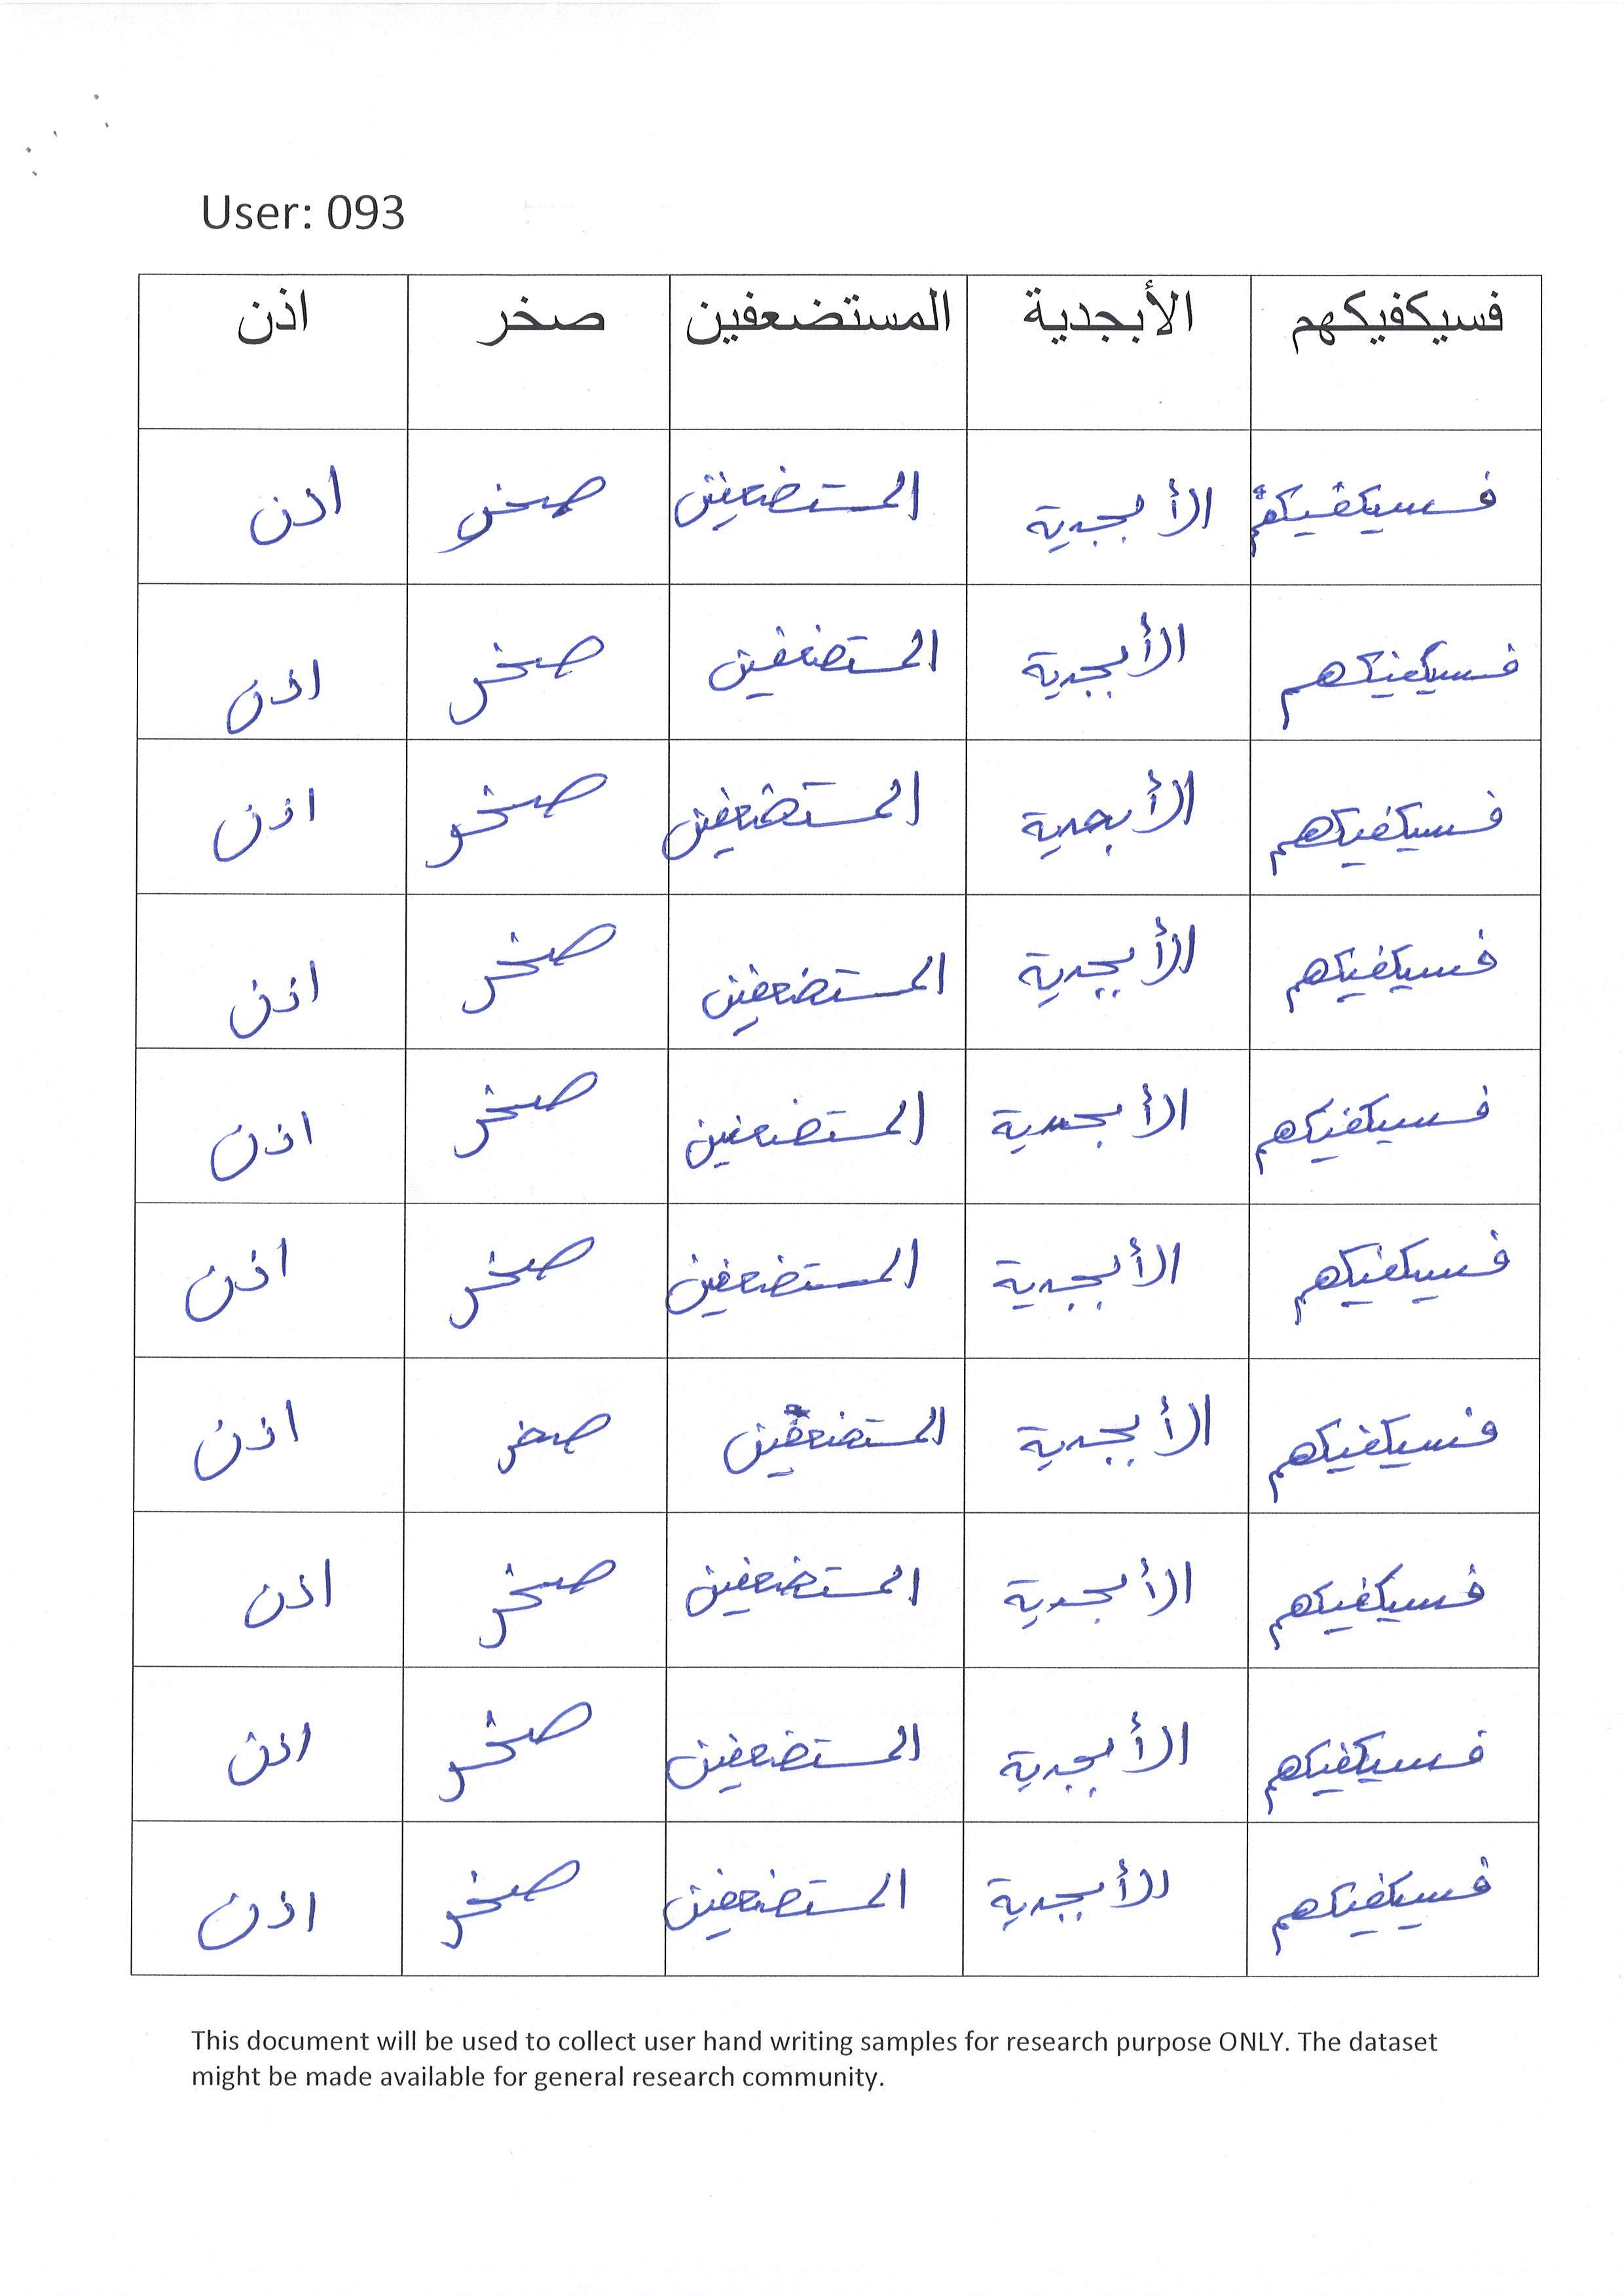 User: 093
فسيكفيكهم الأبجدية المستضعفين صخر اذن
فسيكفيكهم الأبجدية المستضعفين صخر اذن
فسيكفيكهم الأبجدية المستضعفين صخر اذن
فسيكفيكهم الأبجدية المستضعفين صخر اذن
فسيكفيكهم الأبجدية المستضعفين صخر اذن
فسيكفيكهم الأبجدية المستضعفين صخر اذن
فسيكفيكهم الأبجدية المستضعفين صخر اذن
فسيكفيكهم الأبجدية المستضعفين صخر اذن
فسيكفيكهم الأبجدية المستضعفين صخر اذن
فسيكفيكهم الأبجدية المستضعفين صخر اذن
فسيكفيكهم الأبجدية المستضعفين صخر اذن
This document will be used to collect user hand writing samples for research purpose ONLY. The dataset
might be made available for general research community.